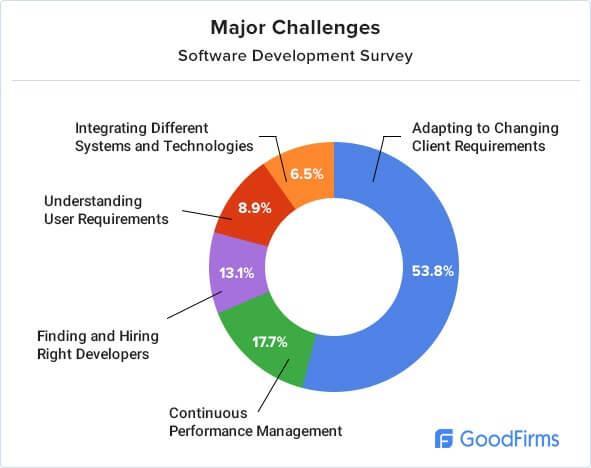 Major Challenges
Software Development Survey
Integrating Different
Systems and Technologies
Adapting to Changing
Client Requirements
6.5%
Understanding
User Requirements
8.9%
53.8%
13.1%
Finding and Hiring
Right Developers
17.7%
Continuous
Performance Management
GoodFirms